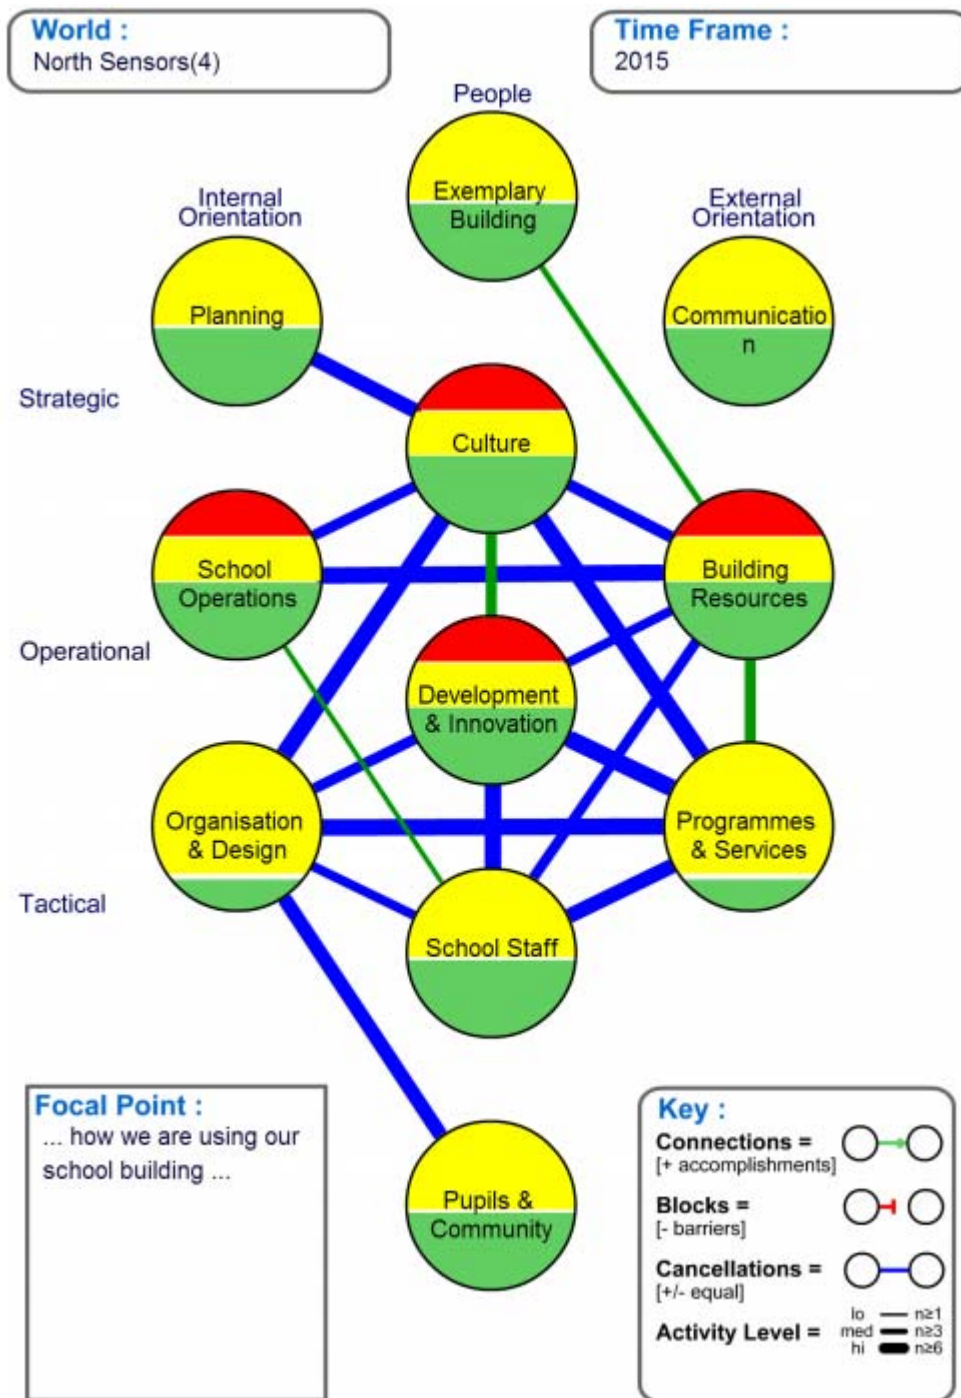 World :
North Sensors(4)
Time Frame :
2015
People
Exemplary
Building
Internal
Orientation
External
Orientation
Planning
Communicatio
n
Strategic
Culture
School
Operations
Building
Resources
Operational
Development
& Innovation
Organisation
& Design
Programmes
& Services
Tactical
School Staff
Pupils &
Community
Focal Point :
... how we are using our
school building ...
Key :
Connections =
[+ accomplishments]
Blocks =
[- barriers]
Cancellations =
[+/- equal]
Activity Level =
lo n≥1
med n≥3
hi n≥6